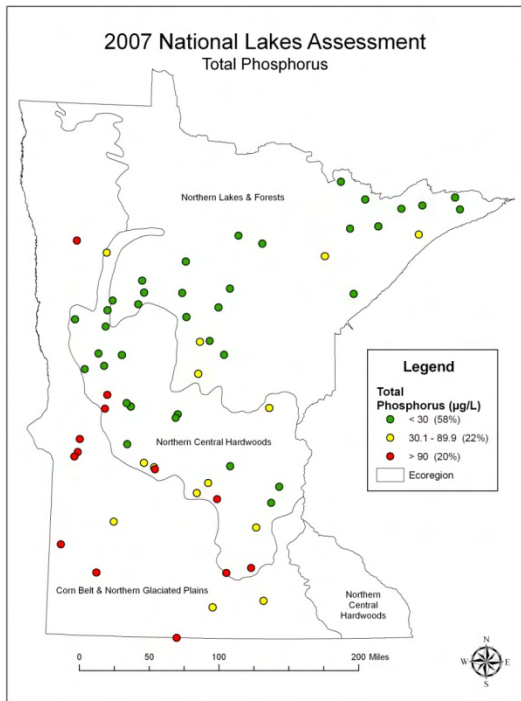 2007 National Lakes Assessment
Total Phosphorus
Northern Lakes & Forests
Legend
Total
Phosphorus (µg/L)
< 30 (58%)
30.1 - 89.9 (22%)
> 90 (20%)
Ecoregion
Northern Central Hardwoods
Corn Belt & Northern Glaciated Plains
Northern
Central
Hardwoods
N
W E
S
0 50 100 200 Miles